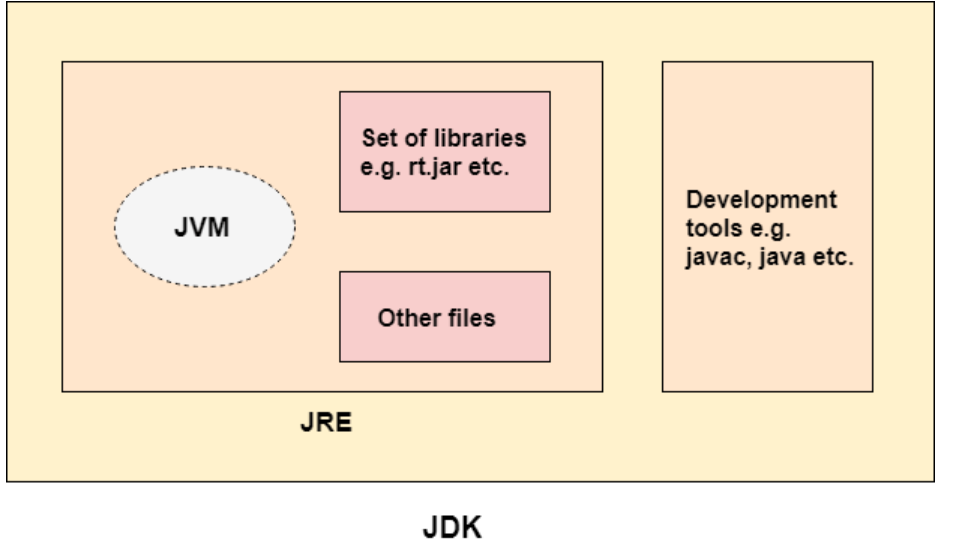 Set of libraries
e.g. rt.jar etc.
JVM
Other files
Development
tools e.g.
javac, java etc.
JRE
JDK